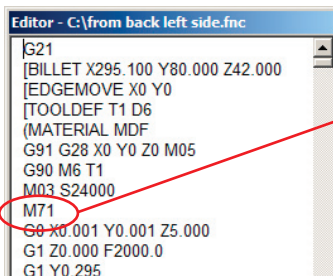 Editor - C:\from back left side.fnc
G21
[BILLET X295.100 Y80.000 Z42.000
[EDGEMOVE X0 Y0
[TOOLDEF T1 D6
(MATERIAL MDF
G91 G28 X0 Y0 Z0 M05
G90 M6 T1
M03 S24000
M71
G0 X0.001 Y0.001 Z5.000
G1 Z0.000 F2000.0
G1 Y0.295